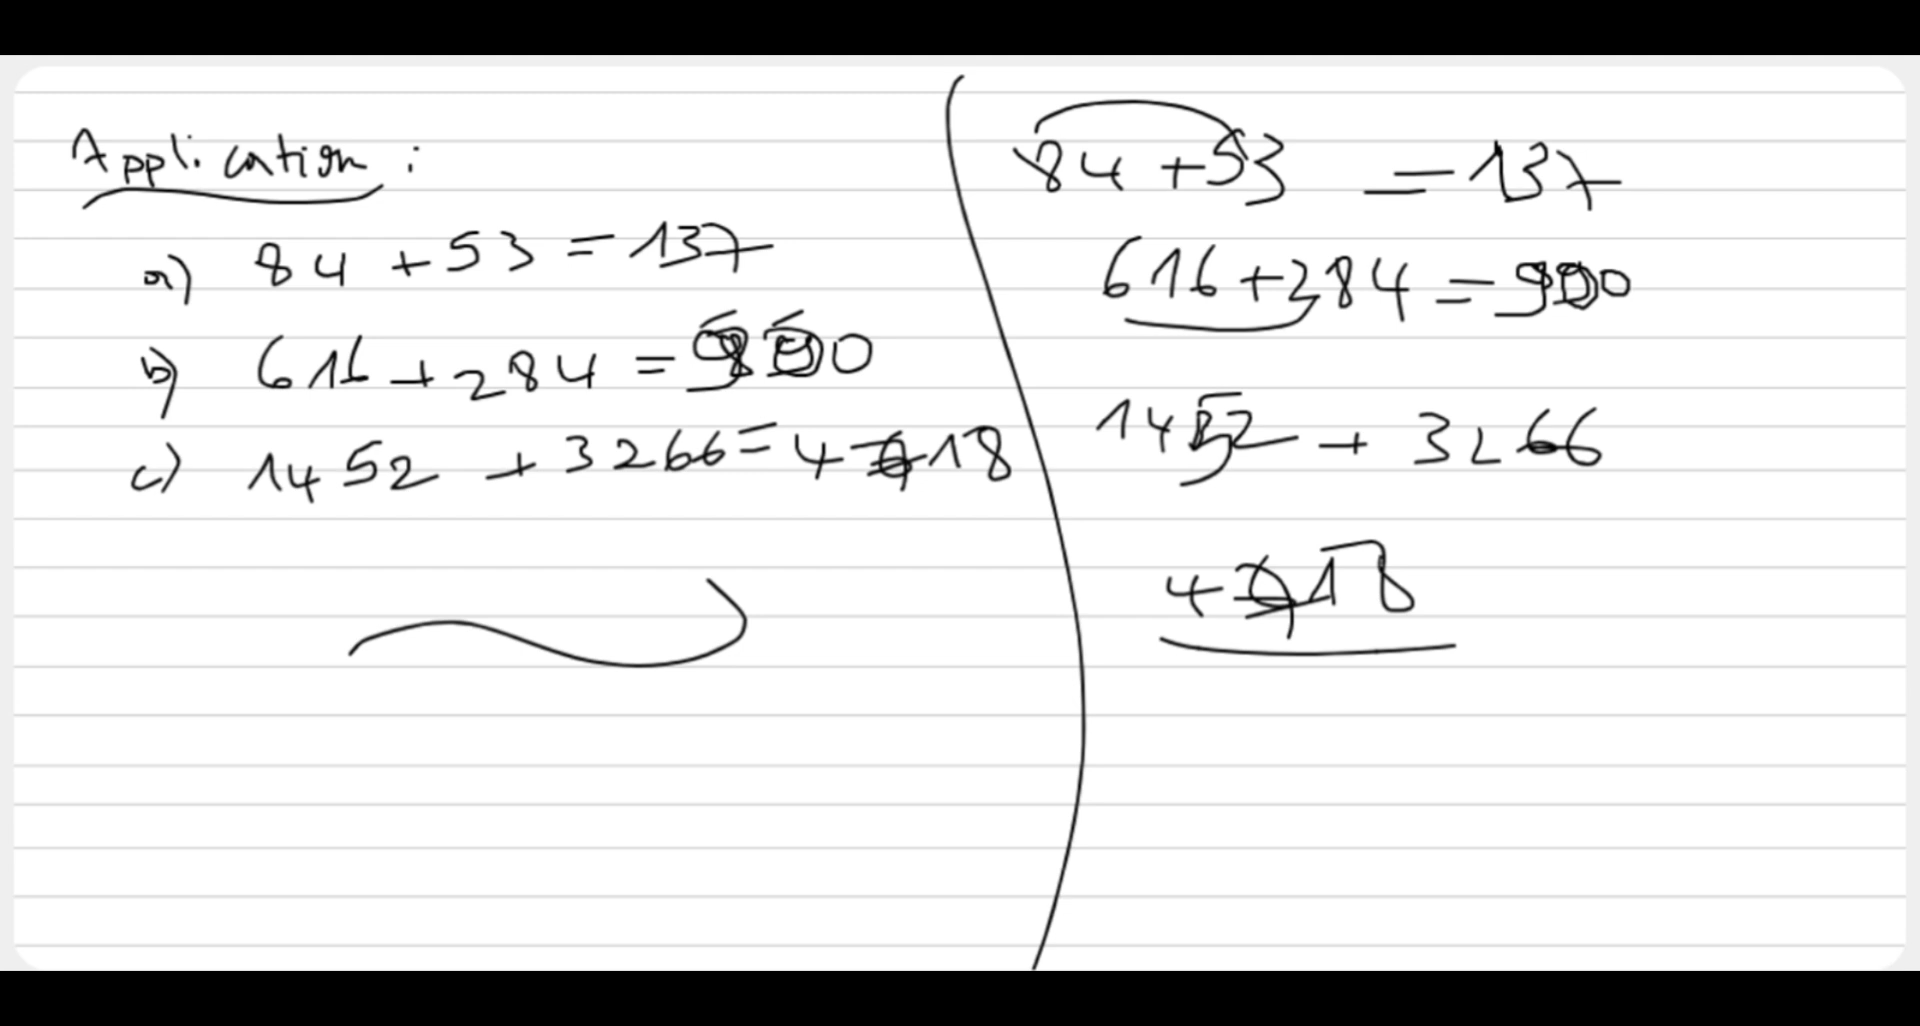 Application :
a) 84 + 53 = 137
b) 616 + 284 = 900
c) 1452 + 3266 = 4718
84 + 53 = 137
616 + 284 = 900
1452 + 3266
4718